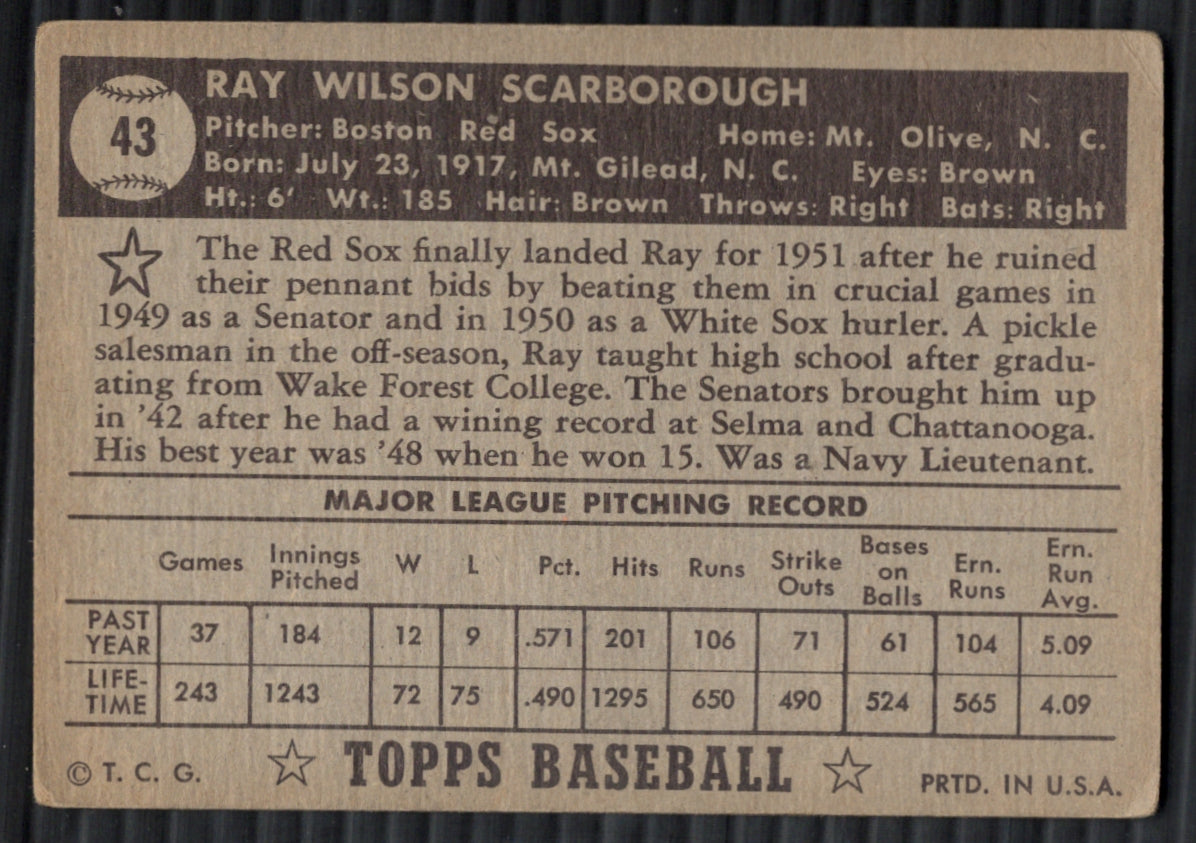 43
RAY WILSON SCARBOROUGH
Pitcher: Boston Red Sox Home: Mt. Olive, N. C.
Born: July 23, 1917, Mt. Gilead, N. C. Eyes: Brown
Ht.: 6' Wt.: 185 Hair: Brown Throws: Right Bats: Right
The Red Sox finally landed Ray for 1951 after he ruined
their pennant bids by beating them in crucial games in
1949 as a Senator and in 1950 as a White Sox hurler. A pickle
salesman in the off-season, Ray taught high school after gradu-
ating from Wake Forest College. The Senators brought him up
in '42 after he had a wining record at Selma and Chattanooga.
His best year was '48 when he won 15. Was a Navy Lieutenant.
MAJOR LEAGUE PITCHING RECORD
Games Innings Pitched W L Pct. Hits Runs Strike Outs Bases on Balls Ern. Runs Ern. Run Avg.
PAST YEAR 37 184 12 9 .571 201 106 71 61 104 5.09
LIFE-TIME 243 1243 72 75 .490 1295 650 490 524 565 4.09
© T. C. G. TOPPS BASEBALL PRTD. IN U.S.A.